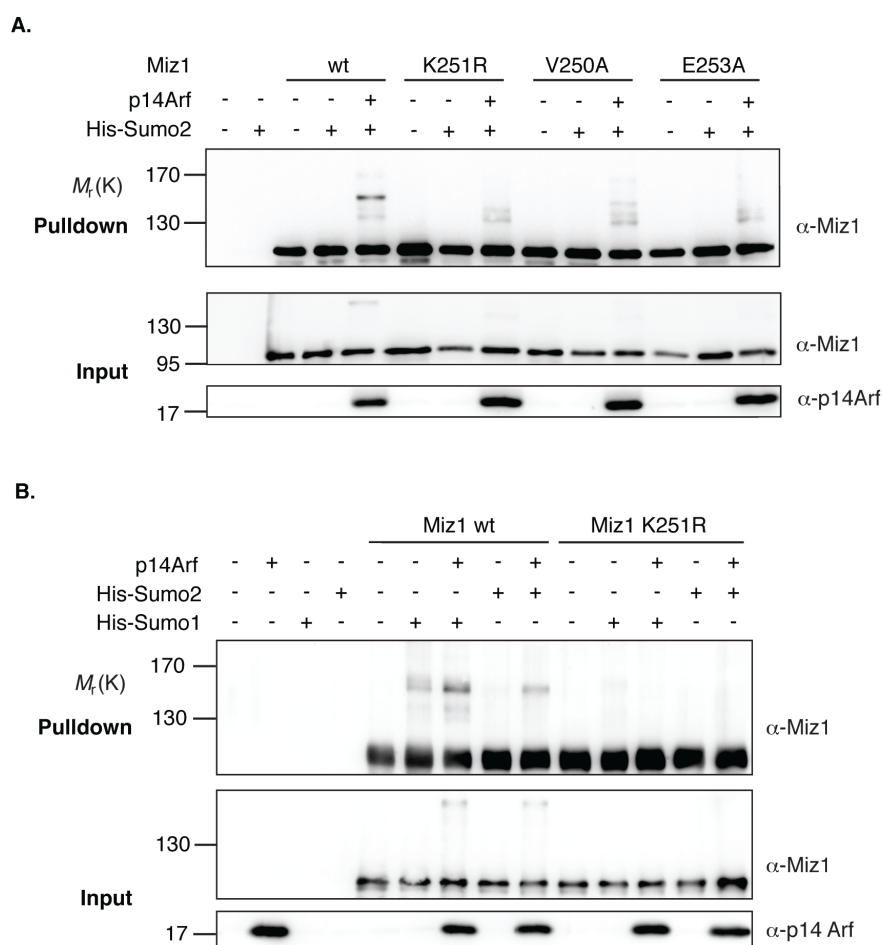 A.
Miz1 wt K251R V250A E253A
p14Arf - - - - + - - + - - + - - +
His-Sumo2 - + - + + - + + - + + - + +
170
Mr(K)
Pulldown 130 α-Miz1
130
α-Miz1
Input 95
α-p14Arf
17
B.
Miz1 wt Miz1 K251R
p14Arf - + - - - - + - + - - + - +
His-Sumo2 - - - + - - - + + - - - + +
His-Sumo1 - - + - - + + - - - + + - -
170
Mr(K)
130
Pulldown α-Miz1
130
α-Miz1
Input
17 α-p14 Arf